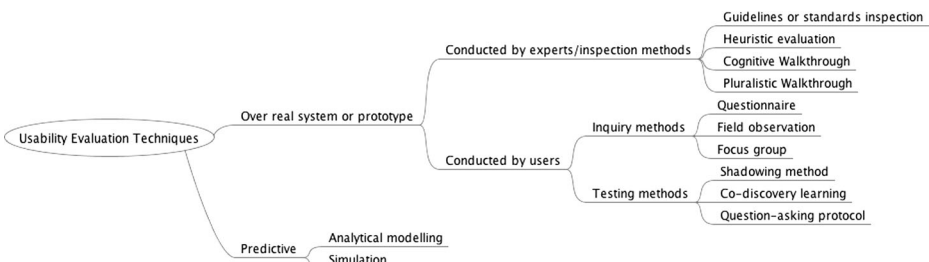 Guidelines or standards inspection
Heuristic evaluation
Conducted by experts/inspection methods
Cognitive Walkthrough
Pluralistic Walkthrough
Questionnaire
Over real system or prototype
Inquiry methods
Field observation
Usability Evaluation Techniques
Focus group
Conducted by users
Shadowing method
Testing methods
Co-discovery learning
Question-asking protocol
Analytical modelling
Predictive
Simulation